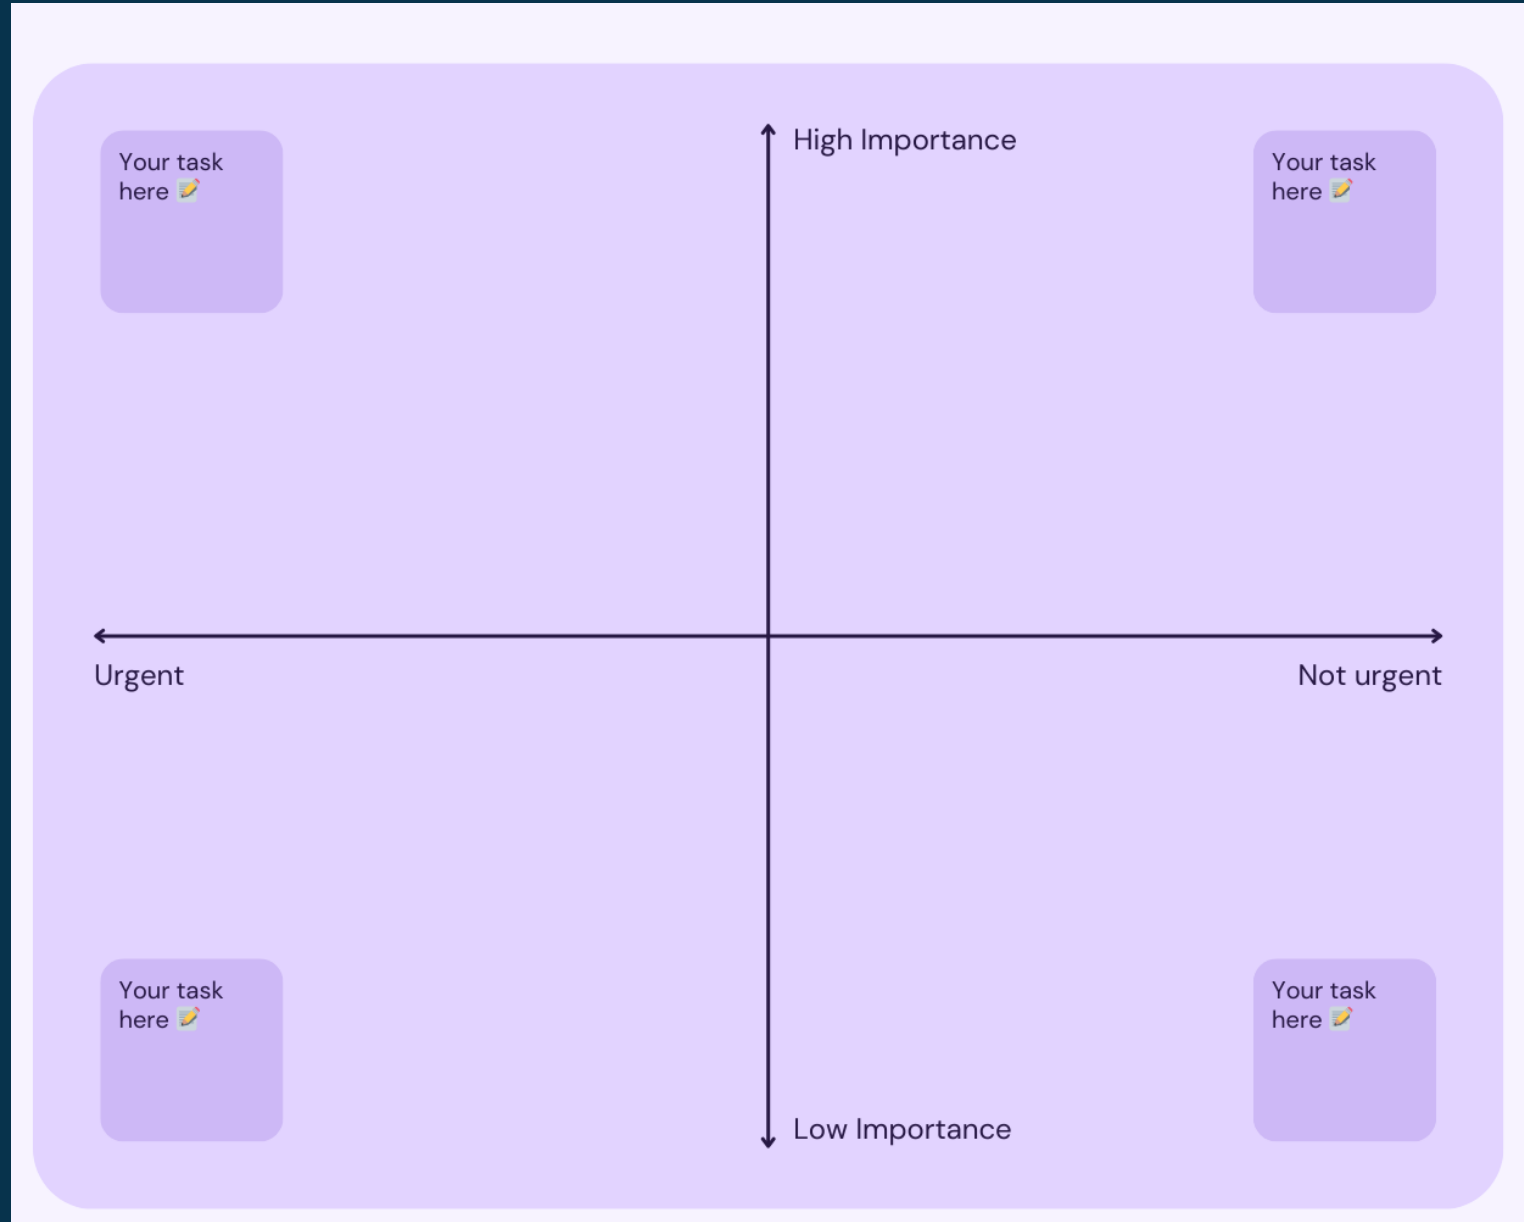 High Importance
Your task
here 📝
Your task
here 📝
Urgent
Not urgent
Your task
here 📝
Your task
here 📝
Low Importance